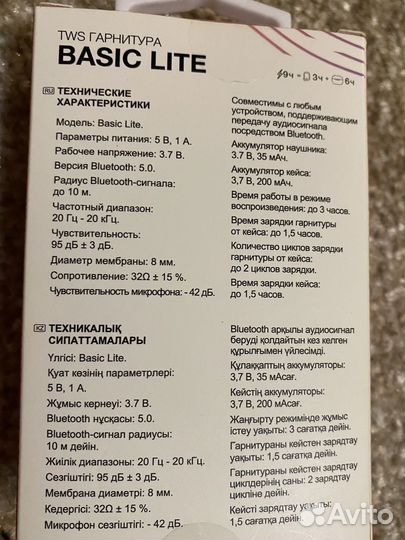 TWS ГАРНИТУРА
BASIC LITE
9ч = 3ч + 6ч
RU ТЕХНИЧЕСКИЕ
ХАРАКТЕРИСТИКИ
Модель: Basic Lite.
Параметры питания: 5 В, 1 А.
Рабочее напряжение: 3.7 В.
Версия Bluetooth: 5.0.
Радиус Bluetooth-сигнала:
до 10 м.
Частотный диапазон:
20 Гц - 20 кГц.
Чувствительность:
95 дБ ± 3 дБ.
Диаметр мембраны: 8 мм.
Сопротивление: 32Ω ± 15 %.
Чувствительность микрофона: - 42 дБ.
Совместимы с любым
устройством, поддерживающим
передачу аудиосигнала
посредством Bluetooth.
Аккумулятор наушника:
3.7 В, 35 мАч.
Аккумулятор кейса:
3.7 В, 200 мАч.
Время работы в режиме
воспроизведения: до 3 часов.
Время зарядки гарнитуры
от кейса: до 1,5 часов.
Количество циклов зарядки
гарнитуры от кейса:
до 2 циклов зарядки.
Время зарядки кейса:
до 1,5 часов.
KZ ТЕХНИКАЛЫҚ
СИПАТТАМАЛАРЫ
Үлгісі: Basic Lite.
Қуат көзінің параметрлері:
5 В, 1 А.
Жұмыс кернеуі: 3.7 В.
Bluetooth нұсқасы: 5.0.
Bluetooth-сигнал радиусы:
10 м дейін.
Жиілік диапазоны: 20 Гц - 20 кГц.
Сезгіштігі: 95 дБ ± 3 дБ.
Мембрана диаметрі: 8 мм.
Кедергісі: 32Ω ± 15 %.
Микрофон сезгіштігі: - 42 дБ.
Bluetooth арқылы аудиосигнал
беруді қолдайтын кез келген
құрылғымен үйлесімді.
Құлаққаптың аккумуляторы:
3,7 В, 35 мАсағ.
Кейстің аккумуляторы:
3,7 В, 200 мАсағ.
Жаңғырту режимінде жұмыс
істеу уақыты: 3 сағатқа дейін.
Гарнитураны кейстен зарядтау
уақыты: 1,5 сағатқа дейін.
Гарнитураны кейстен зарядтау
циклдерінің саны: 2 зарядтау
цикліне дейін.
Кейсті зарядтау уақыты:
1,5 сағатқа дейін.
Avito